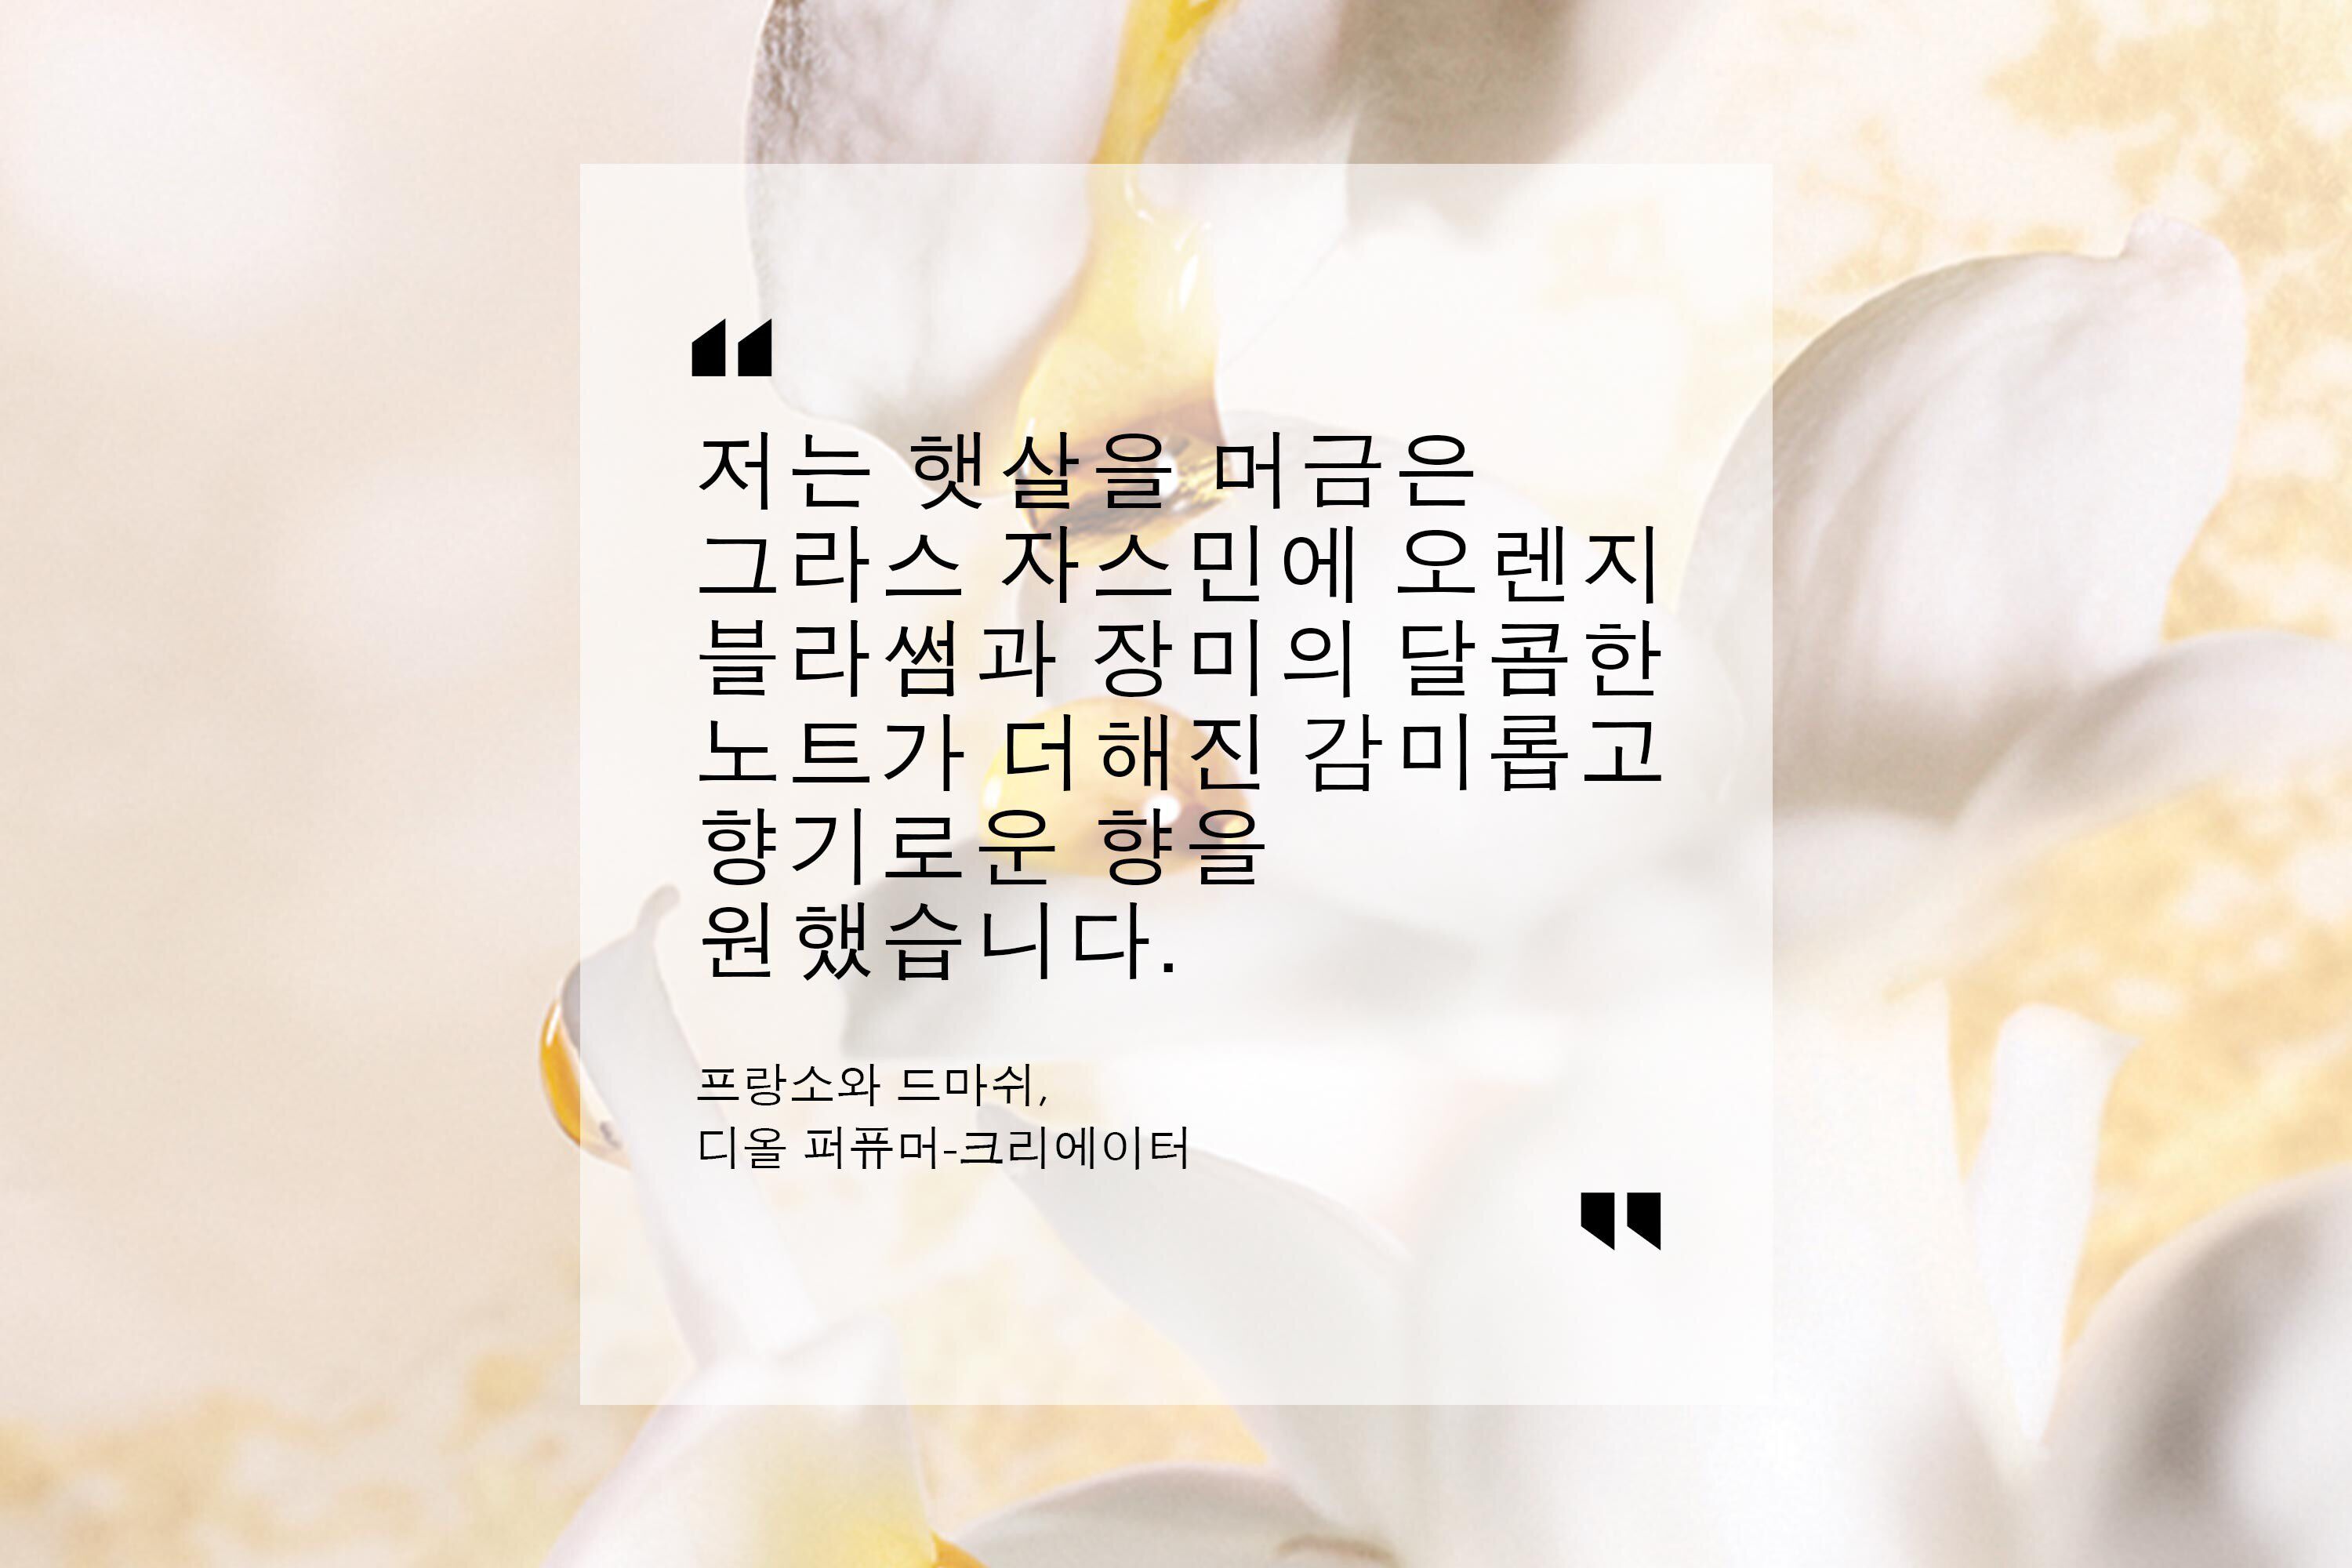 저는 햇살을 머금은
그라스 자스민에 오렌지
블라썸과 장미의 달콤한
노트가 더해진 감미롭고
향기로운 향을
원했습니다.
프랑소와 드마쉬,
디올 퍼퓨머-크리에이터